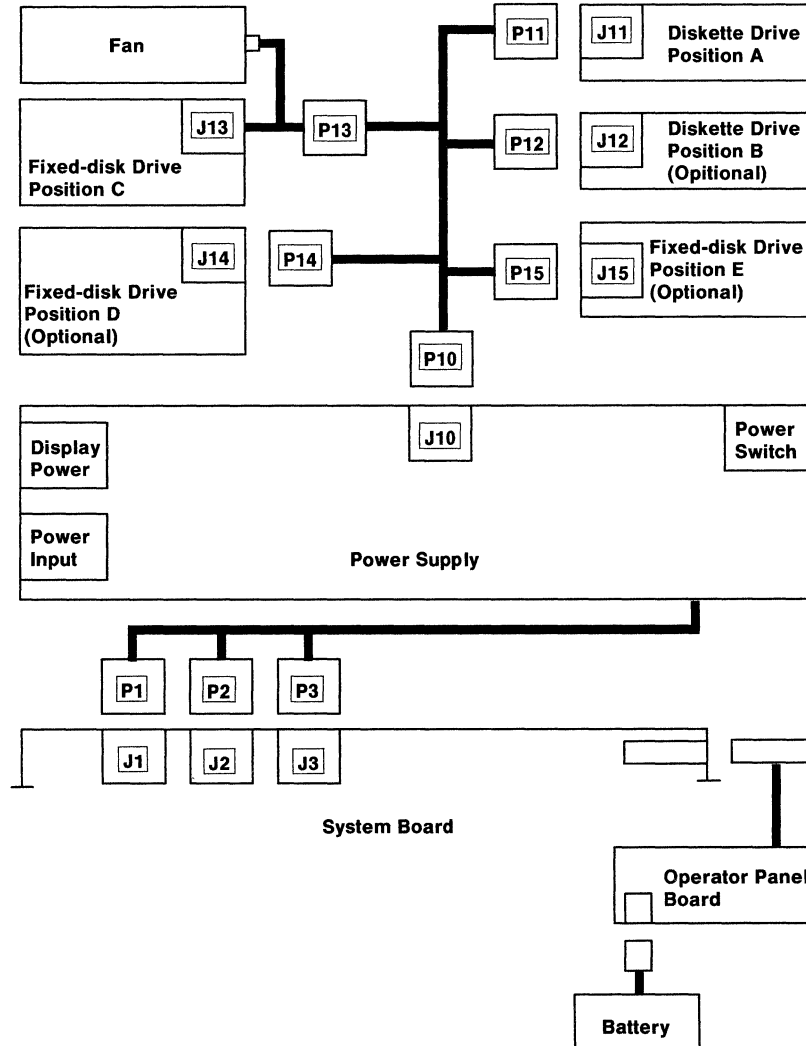 Fan
P11
J11
Diskette Drive
Position A
J13
P13
Fixed-disk Drive
Position C
P12
J12
Diskette Drive
Position B
(Opitional)
J14
P14
Fixed-disk Drive
Position D
(Optional)
P15
J15
Fixed-disk Drive
Position E
(Optional)
P10
Display
Power
J10
Power
Switch
Power
Input
Power Supply
P1
P2
P3
J1
J2
J3
System Board
Operator Panel
Board
Battery